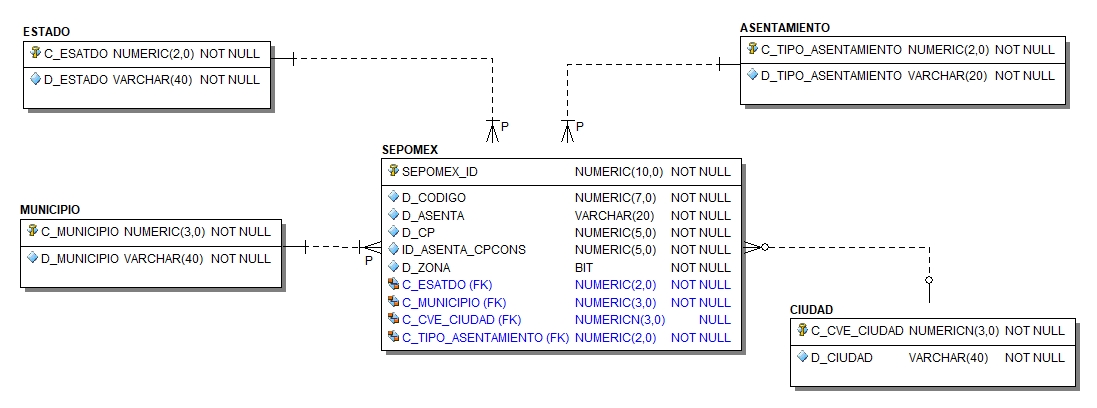 ESTADO
C_ESATDO NUMERIC(2,0) NOT NULL
D_ESTADO VARCHAR(40) NOT NULL
ASENTAMIENTO
C_TIPO_ASENTAMIENTO NUMERIC(2,0) NOT NULL
D_TIPO_ASENTAMIENTO VARCHAR(20) NOT NULL
P
P
SEPOMEX
SEPOMEX_ID NUMERIC(10,0) NOT NULL
D_CODIGO NUMERIC(7,0) NOT NULL
D_ASENTA VARCHAR(20) NOT NULL
D_CP NUMERIC(5,0) NOT NULL
ID_ASENTA_CPCONS NUMERIC(5,0) NOT NULL
D_ZONA BIT NOT NULL
C_ESATDO (FK) NUMERIC(2,0) NOT NULL
C_MUNICIPIO (FK) NUMERIC(3,0) NOT NULL
C_CVE_CIUDAD (FK) NUMERICN(3,0) NULL
C_TIPO_ASENTAMIENTO (FK) NUMERIC(2,0) NOT NULL
MUNICIPIO
C_MUNICIPIO NUMERIC(3,0) NOT NULL
D_MUNICIPIO VARCHAR(40) NOT NULL
P
CIUDAD
C_CVE_CIUDAD NUMERICN(3,0) NOT NULL
D_CIUDAD VARCHAR(40) NOT NULL